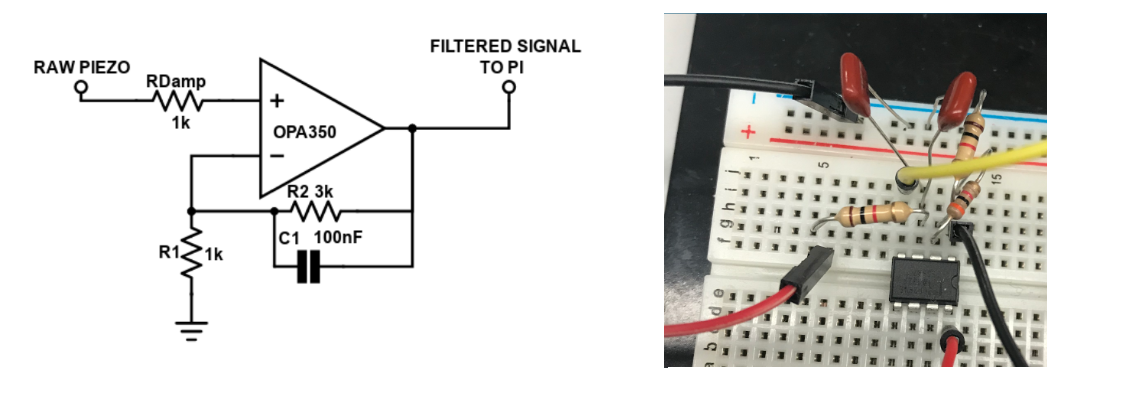 FILTERED SIGNAL
TO PI
RAW PIEZO
RDamp
1k
+
OPA350
−
R2 3k
R1
1k
C1 100nF
−
+
1
5
15
j
i
h
g
f
e
d
c
b
a